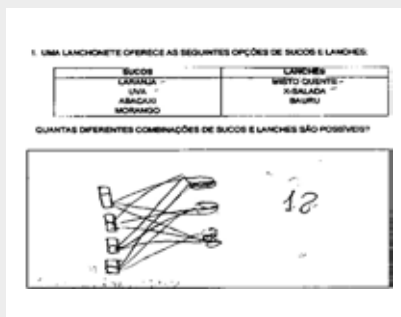 1. UMA LANCHONETE OFERECE AS SEGUINTES OPÇÕES DE SUCOS E LANCHES:
SUCOS LANCHES
LARANJA MISTO QUENTE
UVA X-SALADA
ABACAXI BAURU
MORANGO
QUANTAS DIFERENTES COMBINAÇÕES DE SUCOS E LANCHES SÃO POSSÍVEIS?
12